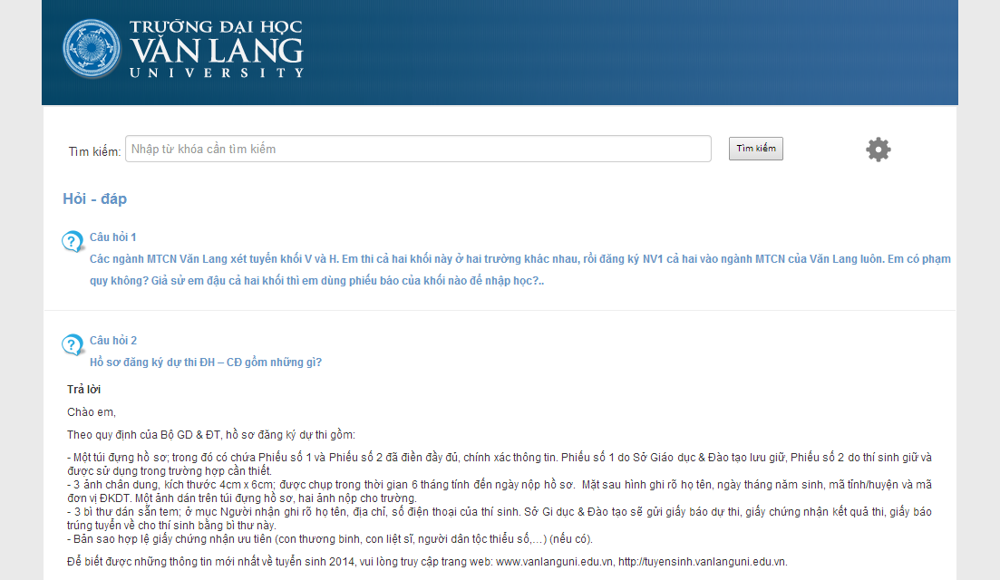 TRƯỜNG ĐẠI HỌC
VĂN LANG
UNIVERSITY
Tìm kiếm: Nhập từ khóa cần tìm kiếm Tìm kiếm
Hỏi - đáp
Câu hỏi 1
Các ngành MTCN Văn Lang xét tuyển khối V và H. Em thi cả hai khối này ở hai trường khác nhau, rồi đăng ký NV1 cả hai vào ngành MTCN của Văn Lang luôn. Em có phạm
quy không? Giả sử em đậu cả hai khối thì em dùng phiếu báo của khối nào để nhập học?..
Câu hỏi 2
Hồ sơ đăng ký dự thi ĐH – CĐ gồm những gì?
Trả lời
Chào em,
Theo quy định của Bộ GD & ĐT, hồ sơ đăng ký dự thi gồm:
- Một túi đựng hồ sơ; trong đó có chứa Phiếu số 1 và Phiếu số 2 đã điền đầy đủ, chính xác thông tin. Phiếu số 1 do Sở Giáo dục & Đào tạo lưu giữ, Phiếu số 2 do thí sinh giữ và
được sử dụng trong trường hợp cần thiết.
- 3 ảnh chân dung, kích thước 4cm x 6cm; được chụp trong thời gian 6 tháng tính đến ngày nộp hồ sơ. Mặt sau hình ghi rõ họ tên, ngày tháng năm sinh, mã tỉnh/huyện và mã
đơn vị ĐKDT. Một ảnh dán trên túi đựng hồ sơ, hai ảnh nộp cho trường.
- 3 bì thư dán sẵn tem; ở mục Người nhận ghi rõ họ tên, địa chỉ, số điện thoại của thí sinh. Sở Gi dục & Đào tạo sẽ gửi giấy báo dự thi, giấy chứng nhận kết quả thi, giấy báo
trúng tuyển về cho thí sinh bằng bì thư này.
- Bản sao hợp lệ giấy chứng nhận ưu tiên (con thương binh, con liệt sĩ, người dân tộc thiểu số,...) (nếu có).
Để biết được những thông tin mới nhất về tuyển sinh 2014, vui lòng truy cập trang web: www.vanlanguni.edu.vn, http://tuyensinh.vanlanguni.edu.vn.